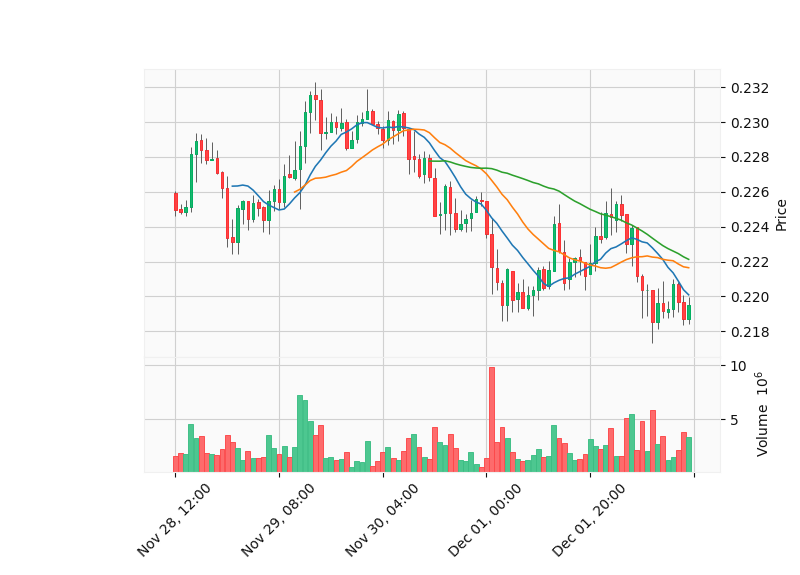 0.232
0.230
0.228
0.226
0.224
0.222
0.220
0.218
Price
10
5
Volume 10^6
Nov 28, 12:00
Nov 29, 08:00
Nov 30, 04:00
Dec 01, 00:00
Dec 01, 20:00